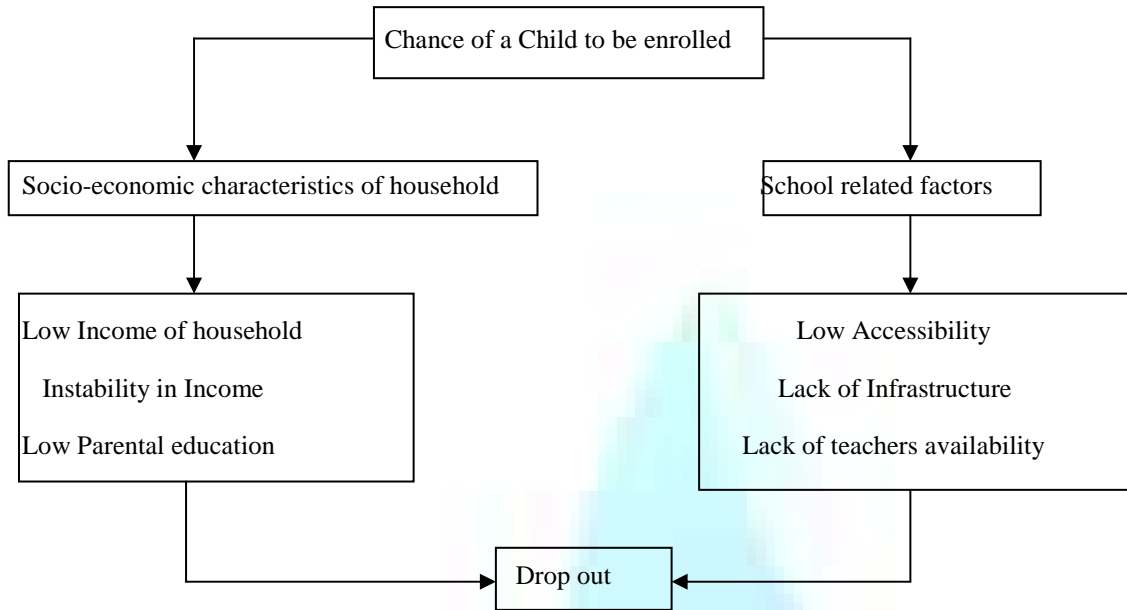 Chance of a Child to be enrolled
Socio-economic characteristics of household
School related factors
Low Income of household
Instability in Income
Low Parental education
Low Accessibility
Lack of Infrastructure
Lack of teachers availability
Drop out